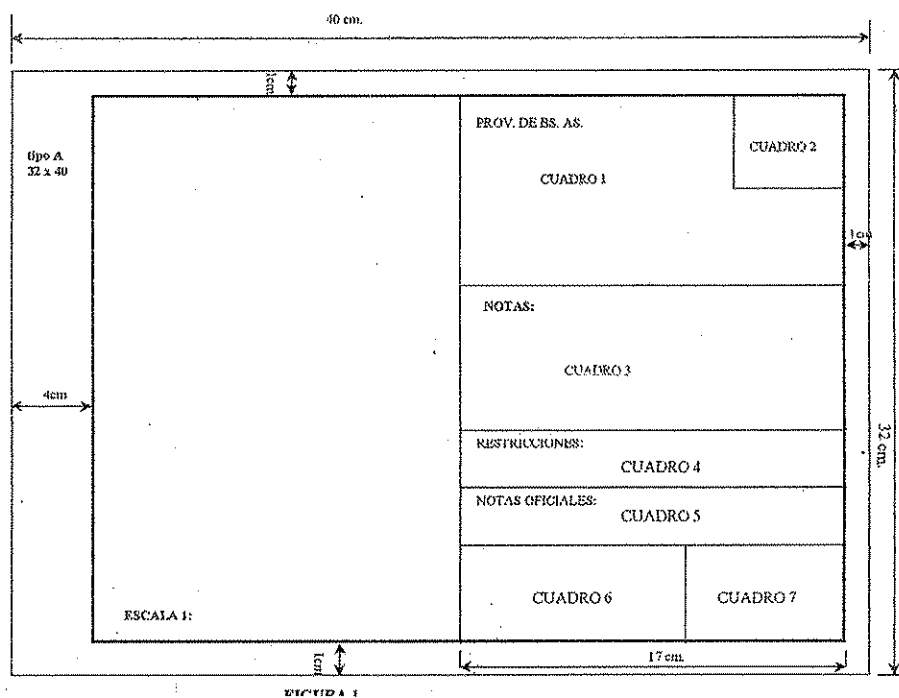 40 cm.
1cm
tipo A
32 x 40
PROV. DE BS. AS.
CUADRO 1
CUADRO 2
1cm
NOTAS:
CUADRO 3
4cm
32 cm.
RESTRICCIONES:
CUADRO 4
NOTAS OFICIALES:
CUADRO 5
CUADRO 6
CUADRO 7
ESCALA 1:
1cm
17 cm.
FIGURA 1